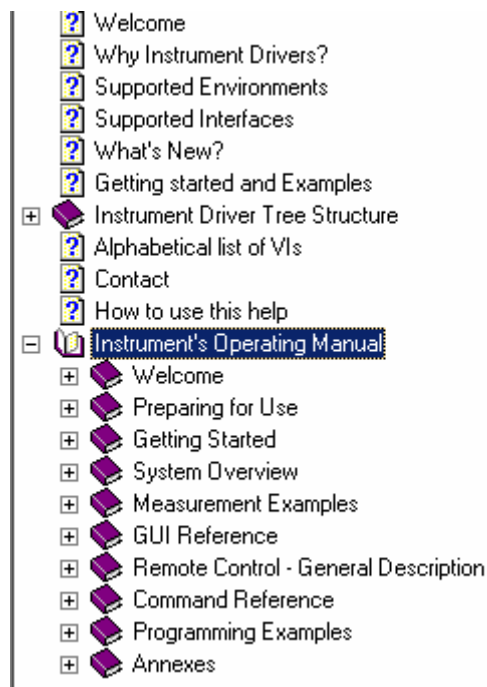 Welcome
Why Instrument Drivers?
Supported Environments
Supported Interfaces
What's New?
Getting started and Examples
Instrument Driver Tree Structure
Alphabetical list of VIs
Contact
How to use this help
Instrument's Operating Manual
Welcome
Preparing for Use
Getting Started
System Overview
Measurement Examples
GUI Reference
Remote Control - General Description
Command Reference
Programming Examples
Annexes